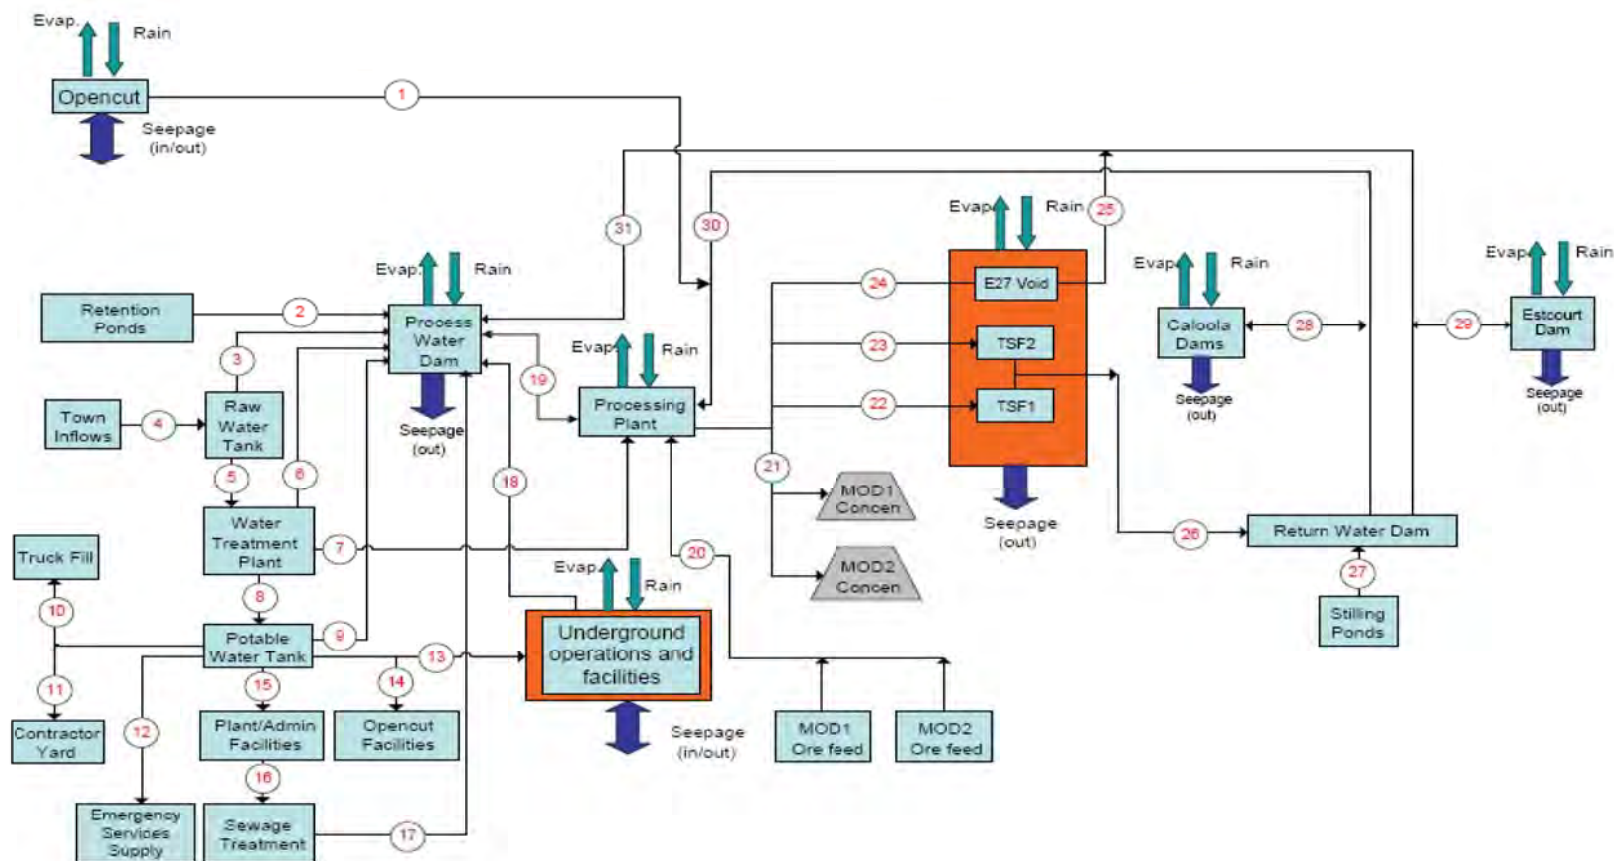 Evap.
Rain
Opencut
1
Seepage
(in/out)
Evap.
Rain
25
31
30
Evap.
Rain
Evap.
Rain
Evap.
Rain
Retention
Ponds
2
Process
Water
Dam
24
E27 Void
Caloola
Dams
28
29
Estcourt
Dam
3
Evap.
Rain
23
TSF2
Seepage
(out)
Seepage
(out)
Town
Inflows
4
Raw
Water
Tank
19
Processing
Plant
22
TSF1
Seepage
(out)
5
6
18
21
MOD1
Concen
Seepage
(out)
Water
Treatment
Plant
7
20
26
Return Water Dam
Truck Fill
Evap.
Rain
MOD2
Concen
27
8
10
Potable
Water Tank
9
13
Underground
operations and
facilities
Stilling
Ponds
11
15
14
12
Contractor
Yard
Plant/Admin
Facilities
Opencut
Facilities
Seepage
(in/out)
MOD1
Ore feed
MOD2
Ore feed
16
Emergency
Services
Supply
Sewage
Treatment
17